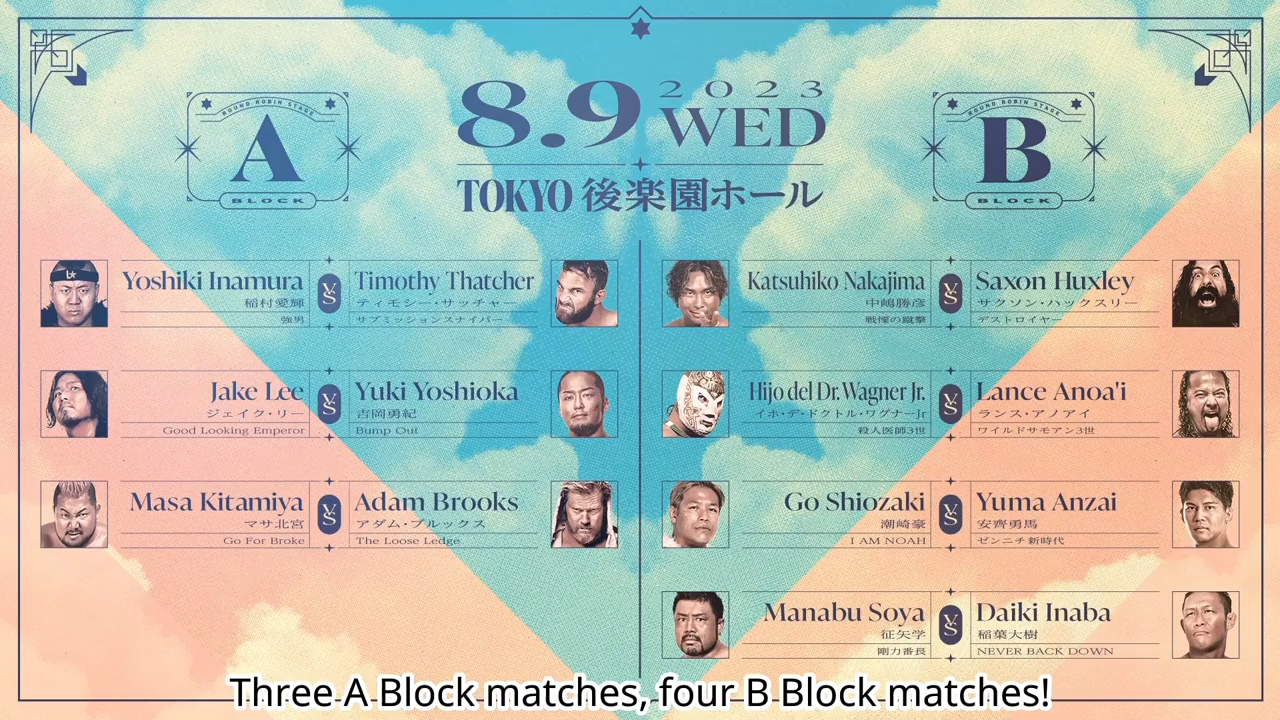 8.9
2023
WED
TOKYO 後楽園ホール
ROUND ROBIN STAGE
A
BLOCK
Yoshiki Inamura
稲村愛輝
強男
VS
Timothy Thatcher
ティモシー・サッチャー
サブミッションスナイパー
Jake Lee
ジェイク・リー
Good Looking Emperor
VS
Yuki Yoshioka
吉岡勇紀
Bump Out
Masa Kitamiya
マサ北宮
Go For Broke
VS
Adam Brooks
アダム・ブルックス
The Loose Ledge
ROUND ROBIN STAGE
B
BLOCK
Katsuhiko Nakajima
中嶋勝彦
戦慄の蹴撃
VS
Saxon Huxley
サクソン・ハックスリー
デストロイヤー
Hijo del Dr. Wagner Jr.
イホ・デ・ドクトル・ワグナーJr
殺人医師3世
VS
Lance Anoa'i
ランス・アノアイ
ワイルドサモアン3世
Go Shiozaki
潮崎豪
I AM NOAH
VS
Yuma Anzai
安齊勇馬
ゼンニチ新時代
Manabu Soya
征矢学
剛力番長
VS
Daiki Inaba
稲葉大樹
NEVER BACK DOWN
Three A Block matches, four B Block matches!